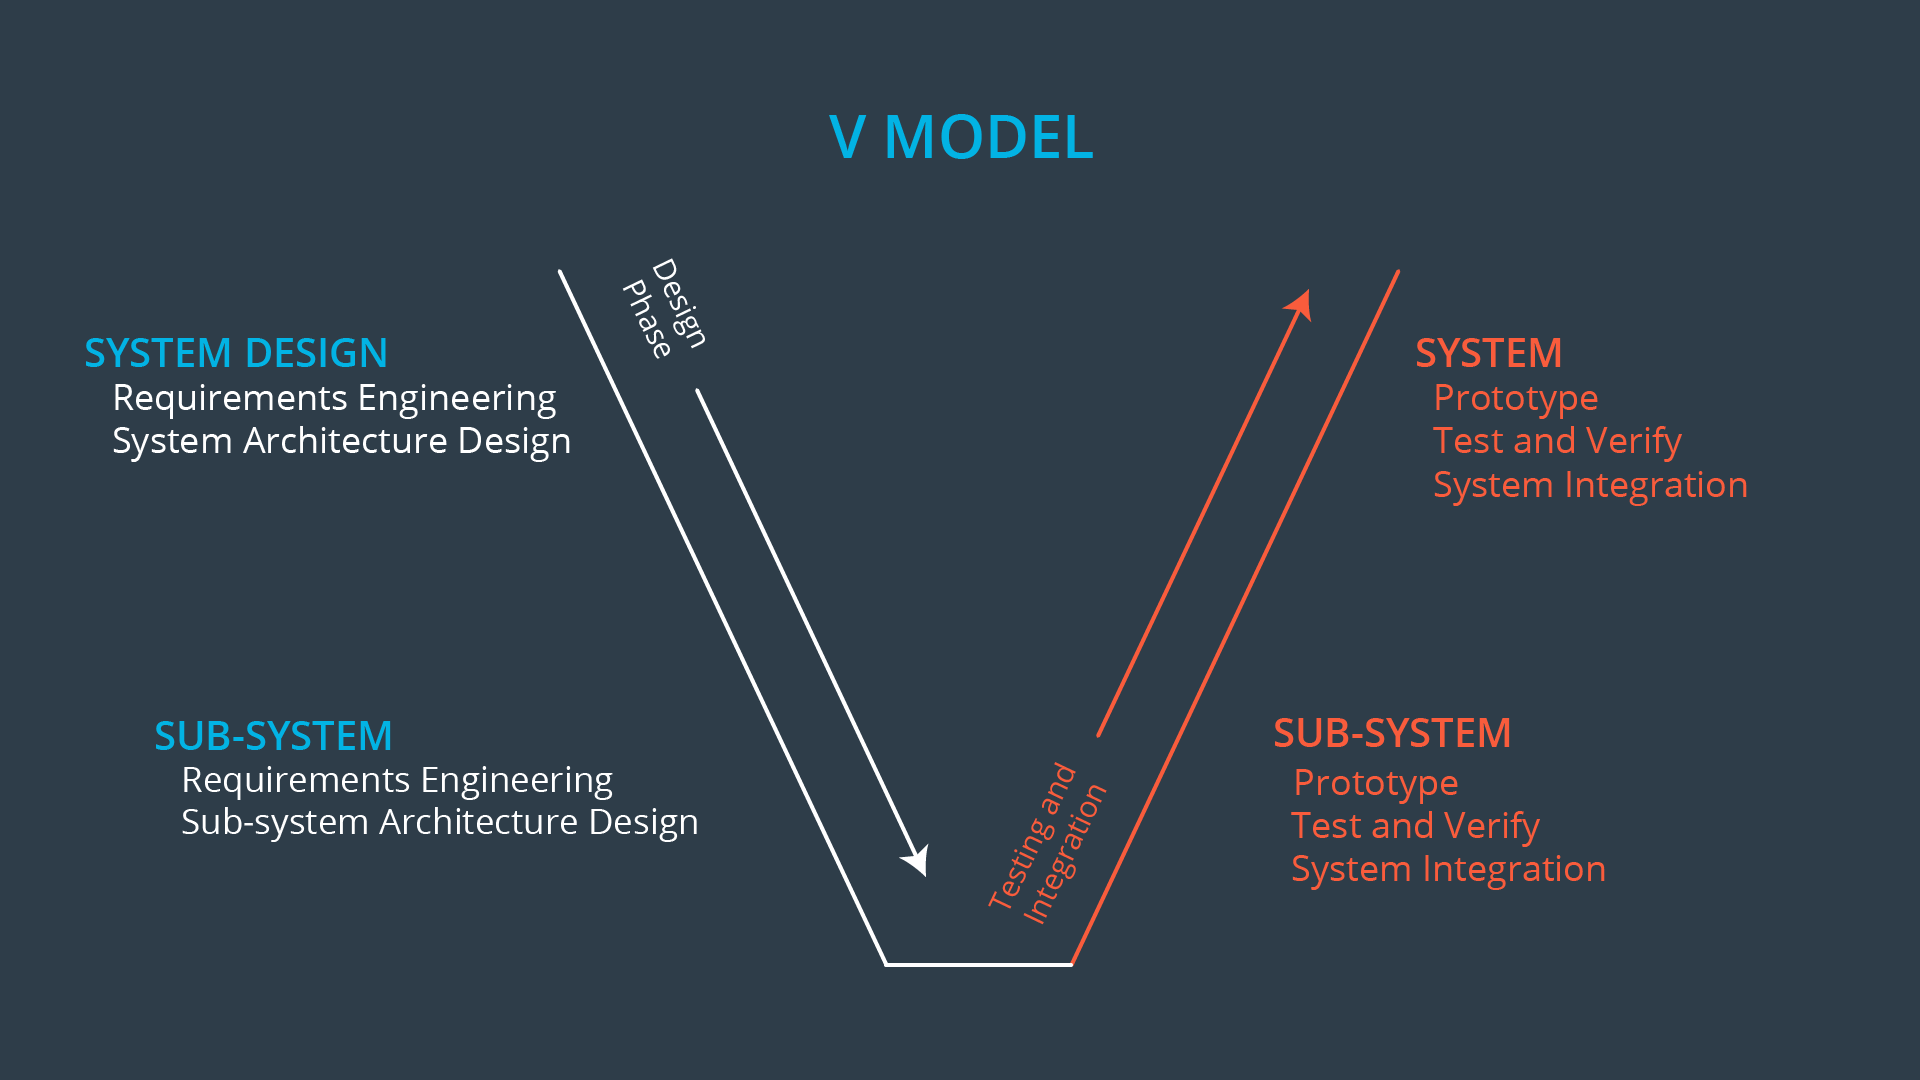 V MODEL
Design
Phase
SYSTEM DESIGN
Requirements Engineering
System Architecture Design
SYSTEM
Prototype
Test and Verify
System Integration
SUB-SYSTEM
Requirements Engineering
Sub-system Architecture Design
Testing and
Integration
SUB-SYSTEM
Prototype
Test and Verify
System Integration